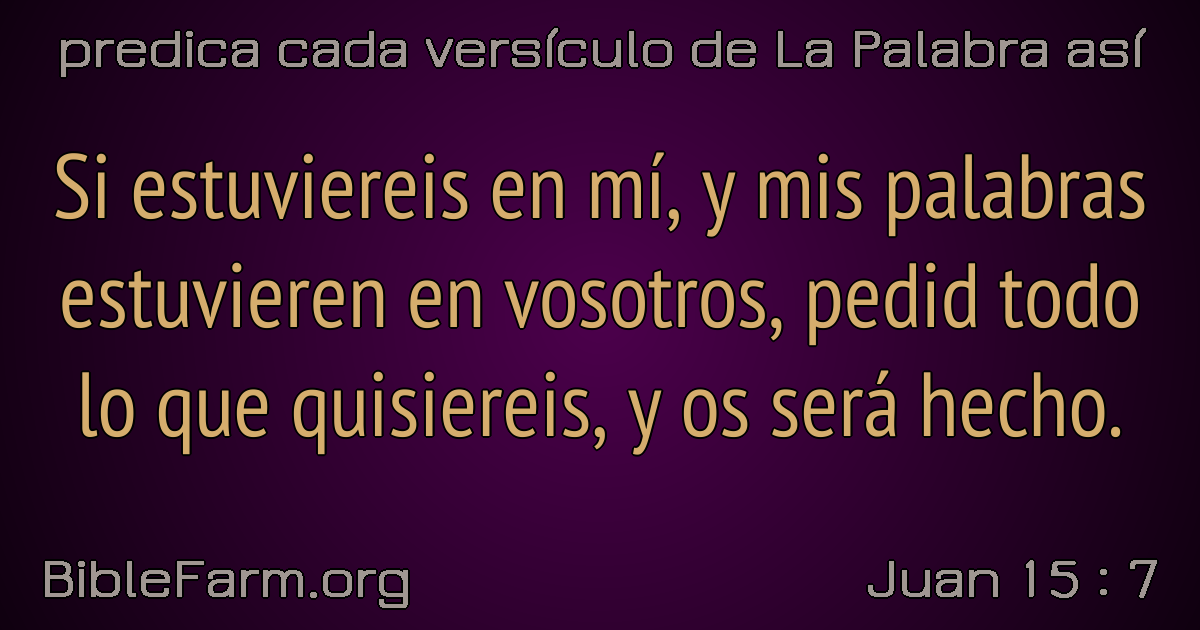 predica cada versículo de La Palabra así
Si estuviereis en mí, y mis palabras
estuvieren en vosotros, pedid todo
lo que quisiereis, y os será hecho.
BibleFarm.org
Juan 15 : 7